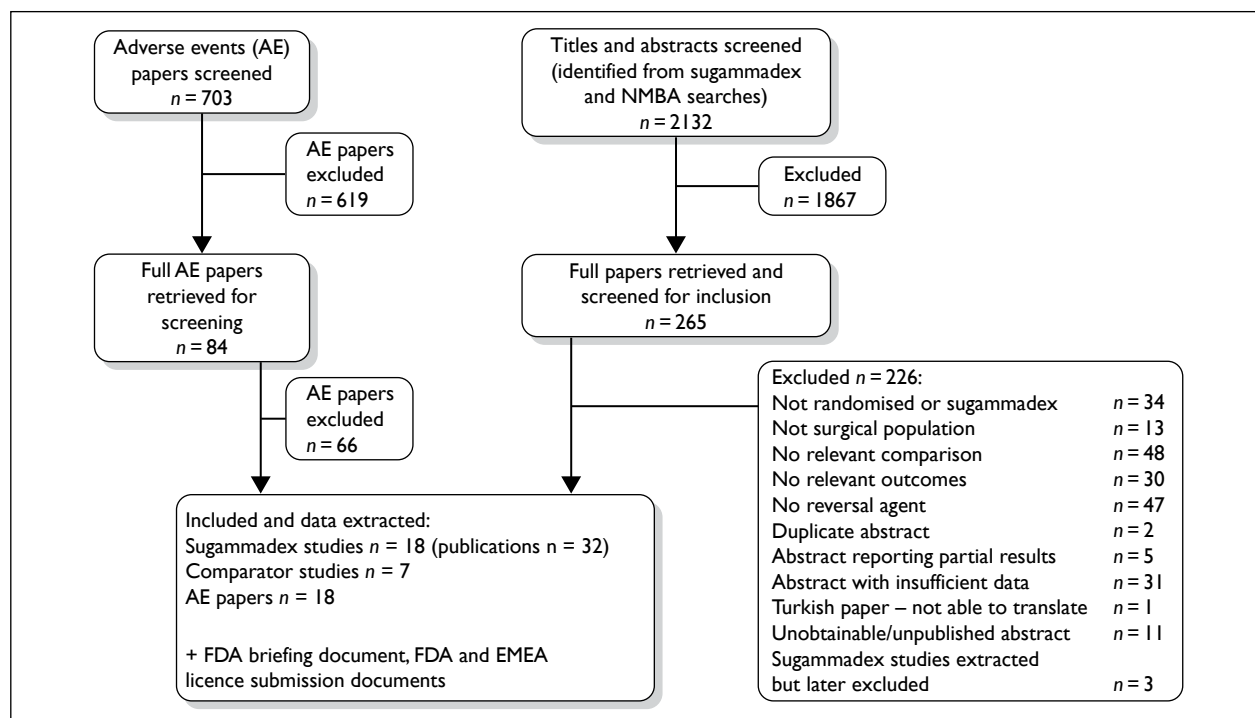 Adverse events (AE)
papers screened
n = 703
AE papers
excluded
n = 619
Full AE papers
retrieved for
screening
n = 84
AE papers
excluded
n = 66
Titles and abstracts screened
(identified from sugammadex
and NMBA searches)
n = 2132
Excluded
n = 1867
Full papers retrieved and
screened for inclusion
n = 265
Excluded n = 226:
Not randomised or sugammadex n = 34
Not surgical population n = 13
No relevant comparison n = 48
No relevant outcomes n = 30
No reversal agent n = 47
Duplicate abstract n = 2
Abstract reporting partial results n = 5
Abstract with insufficient data n = 31
Turkish paper – not able to translate n = 1
Unobtainable/unpublished abstract n = 11
Sugammadex studies extracted
but later excluded n = 3
Included and data extracted:
Sugammadex studies n = 18 (publications n = 32)
Comparator studies n = 7
AE papers n = 18
+ FDA briefing document, FDA and EMEA
licence submission documents